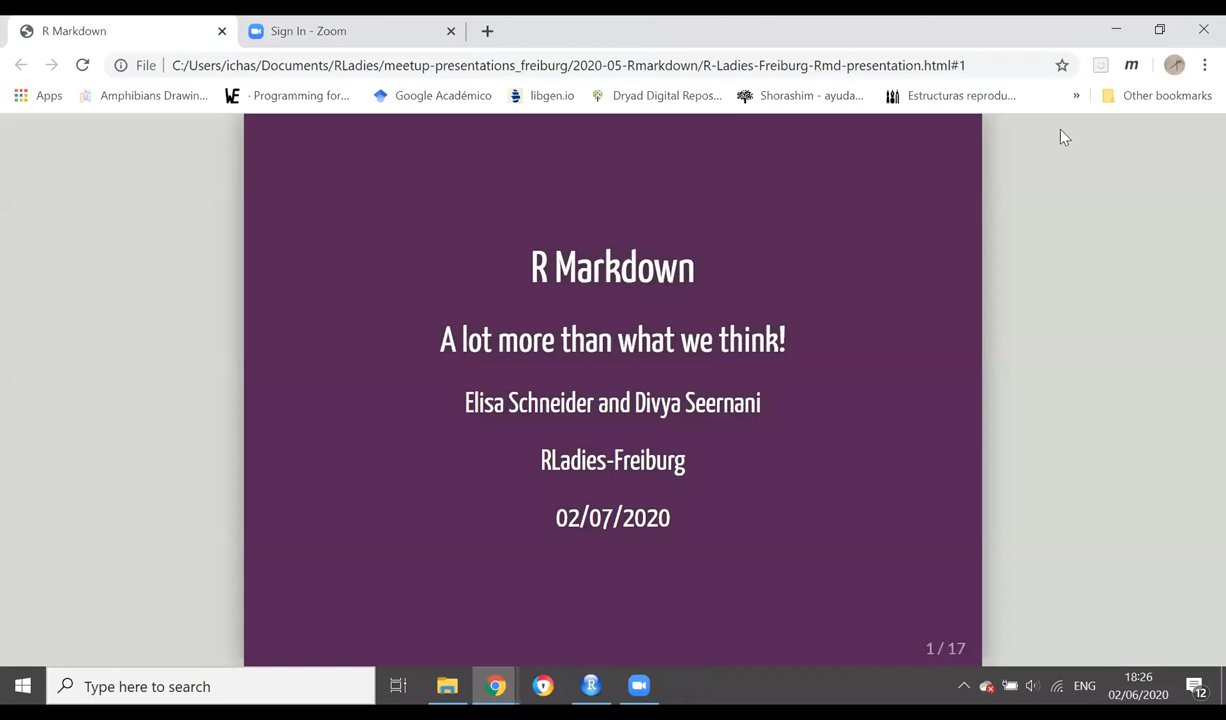 R Markdown
Sign In - Zoom
File
C:/Users/ichas/Documents/RLadies/meetup-presentations_freiburg/2020-05-Rmarkdown/R-Ladies-Freiburg-Rmd-presentation.html#1
m
Apps
Amphibians Drawin...
WE
· Programming for...
Google Académico
libgen.io
Dryad Digital Repos...
Shorashim - ayuda...
Estructuras reprodu...
»
Other bookmarks
R Markdown
A lot more than what we think!
Elisa Schneider and Divya Seernani
RLadies-Freiburg
02/07/2020
1 / 17
Type here to search
R
ENG
18:26
02/06/2020
12